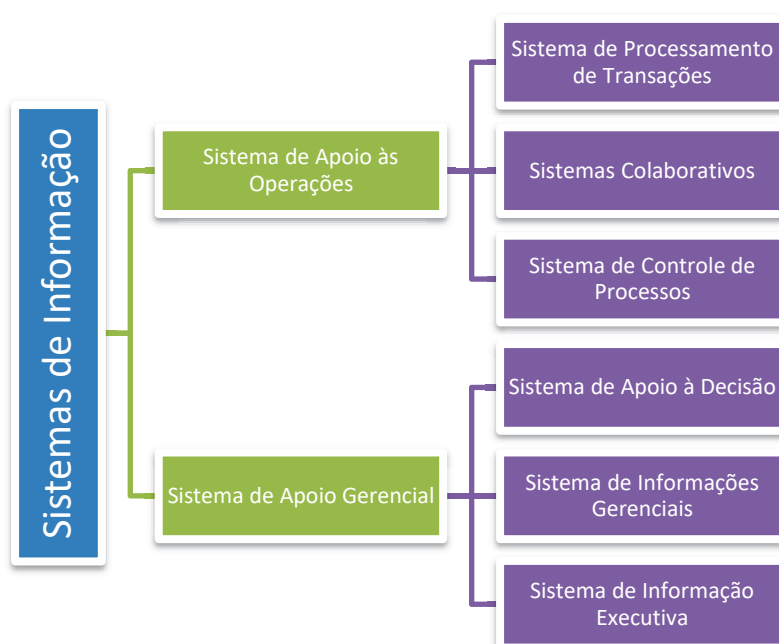 Sistemas de Informação
Sistema de Apoio às
Operações
Sistema de Processamento
de Transações
Sistemas Colaborativos
Sistema de Controle de
Processos
Sistema de Apoio Gerencial
Sistema de Apoio à Decisão
Sistema de Informações
Gerenciais
Sistema de Informação
Executiva